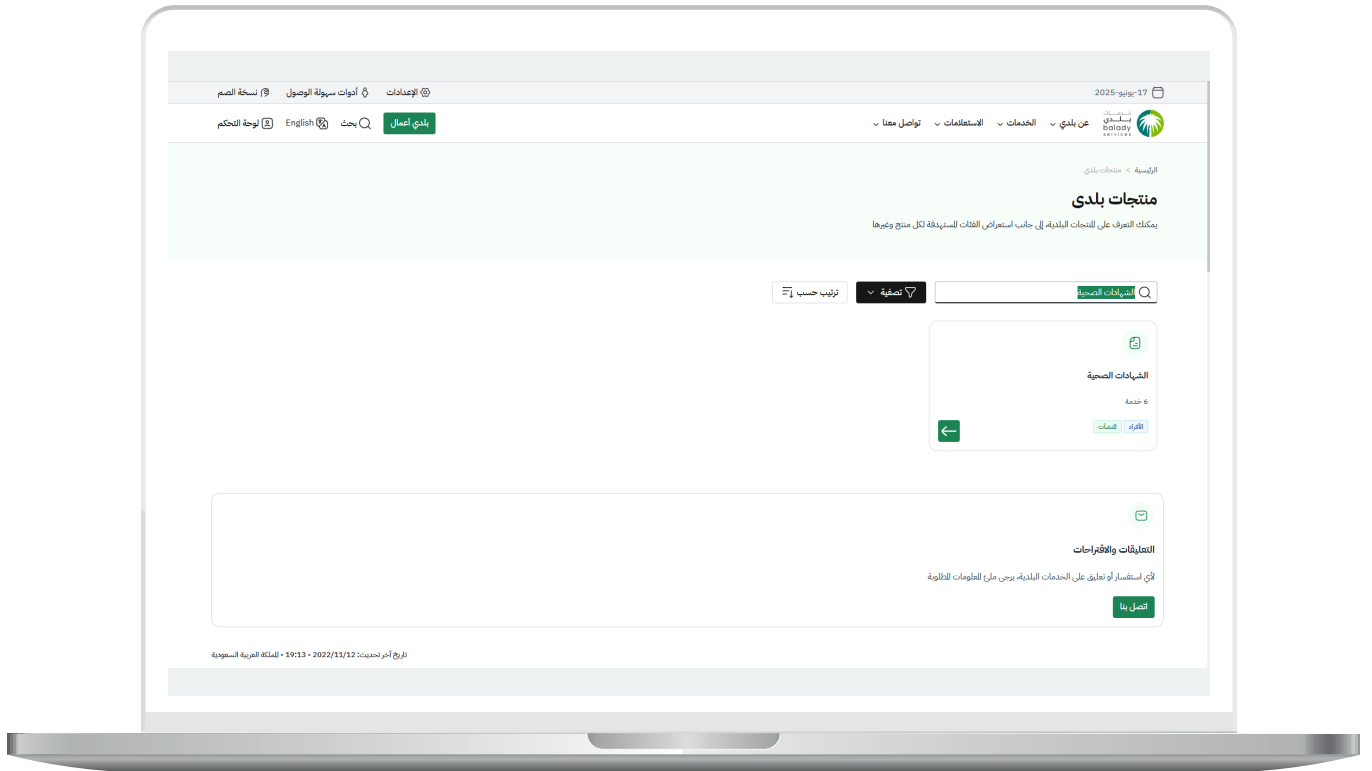 17-يونيو-2025
الإعدادات
أدوات سهولة الوصول
نسخة الصم
خدمات
بلدي
balady
services
عن بلدي
الخدمات
الاستعلامات
تواصل معنا
بلدي أعمال
بحث
English
لوحة التحكم
الرئيسية > منتجات بلدي
منتجات بلدي
يمكنك التعرف على المنتجات البلدية، إلى جانب استعراض الفئات المستهدفة لكل منتج وغيرها
الشهادات الصحية
تصفية
ترتيب حسب
الشهادات الصحية
6 خدمة
الأفراد
المنشآت
التعليقات والاقتراحات
لأي استفسار أو تعليق على الخدمات البلدية، يرجى ملئ المعلومات المطلوبة
اتصل بنا
تاريخ آخر تحديث: 2022/11/12 - 19:13 - المملكة العربية السعودية